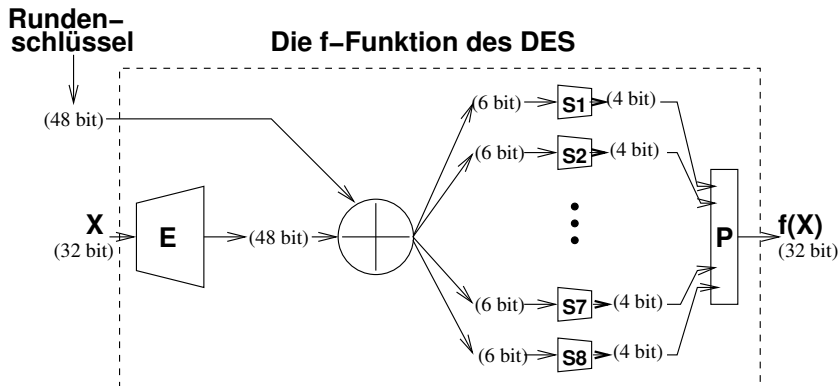 Runden-
schlüssel
Die f-Funktion des DES
(48 bit)
X
(32 bit)
E
(48 bit)
(6 bit) S1 (4 bit)
(6 bit) S2 (4 bit)
(6 bit) S7 (4 bit)
(6 bit) S8 (4 bit)
P
f(X)
(32 bit)